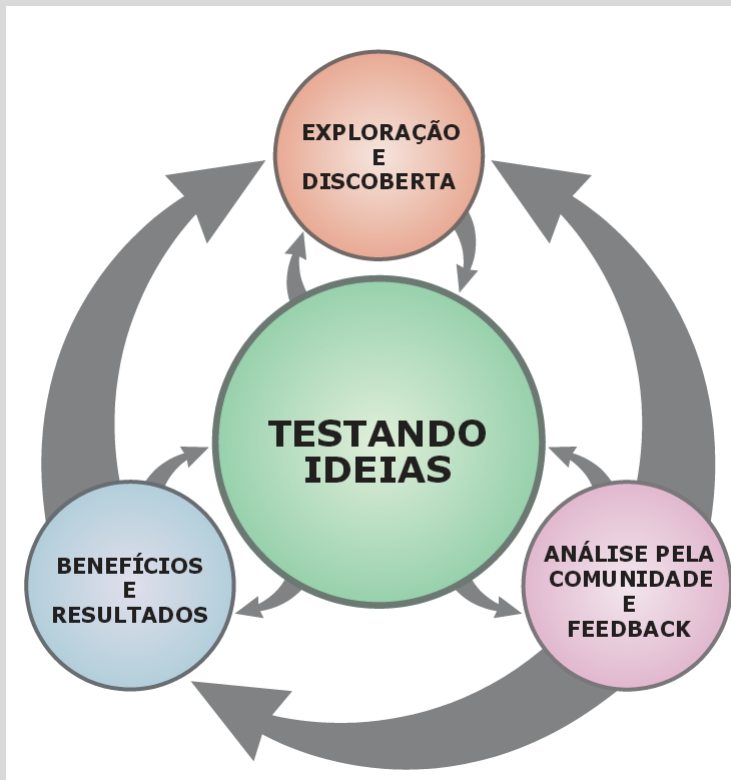 EXPLORAÇÃO
E
DISCOBERTA
TESTANDO
IDEIAS
BENEFÍCIOS
E
RESULTADOS
ANÁLISE PELA
COMUNIDADE
E
FEEDBACK